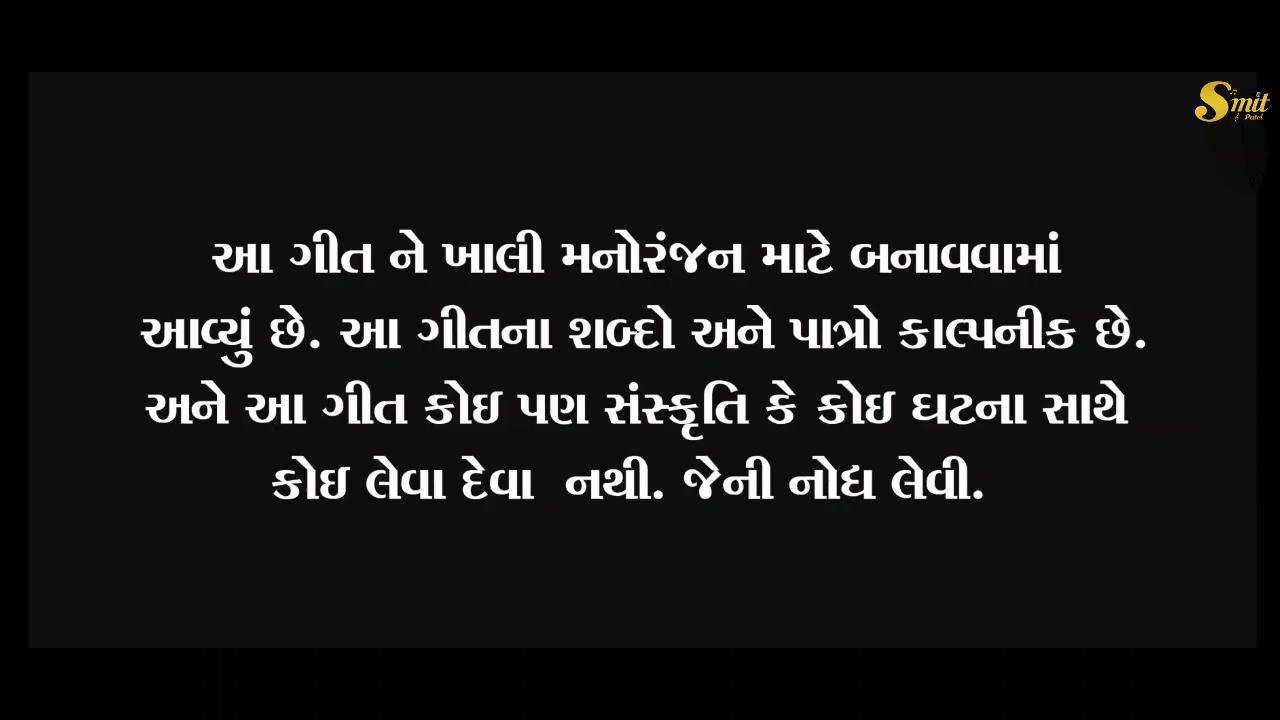 Smit
Patel
આ ગીત ને ખાલી મનોરંજન માટે બનાવવામાં
આવ્યું છે. આ ગીતના શબ્દો અને પાત્રો કાલ્પનીક છે.
અને આ ગીત કોઇ પણ સંસ્કૃતિ કે કોઇ ઘટના સાથે
કોઇ લેવા દેવા નથી. જેની નોધ લેવી.